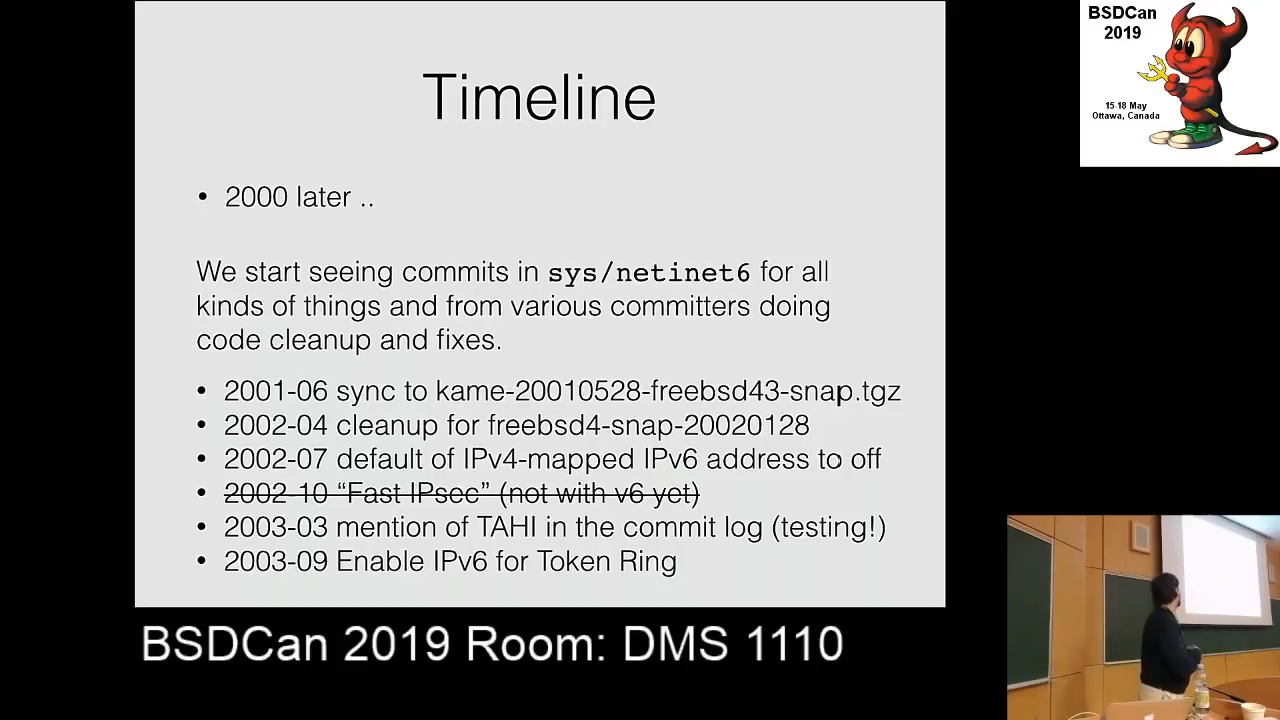 Timeline
• 2000 later ..
We start seeing commits in sys/netinet6 for all
kinds of things and from various committers doing
code cleanup and fixes.
• 2001-06 sync to kame-20010528-freebsd43-snap.tgz
• 2002-04 cleanup for freebsd4-snap-20020128
• 2002-07 default of IPv4-mapped IPv6 address to off
• 2002-10 “Fast IPsec” (not with v6 yet)
• 2003-03 mention of TAHI in the commit log (testing!)
• 2003-09 Enable IPv6 for Token Ring
BSDCan 2019 Room: DMS 1110
BSDCan
2019
15-18 May
Ottawa, Canada